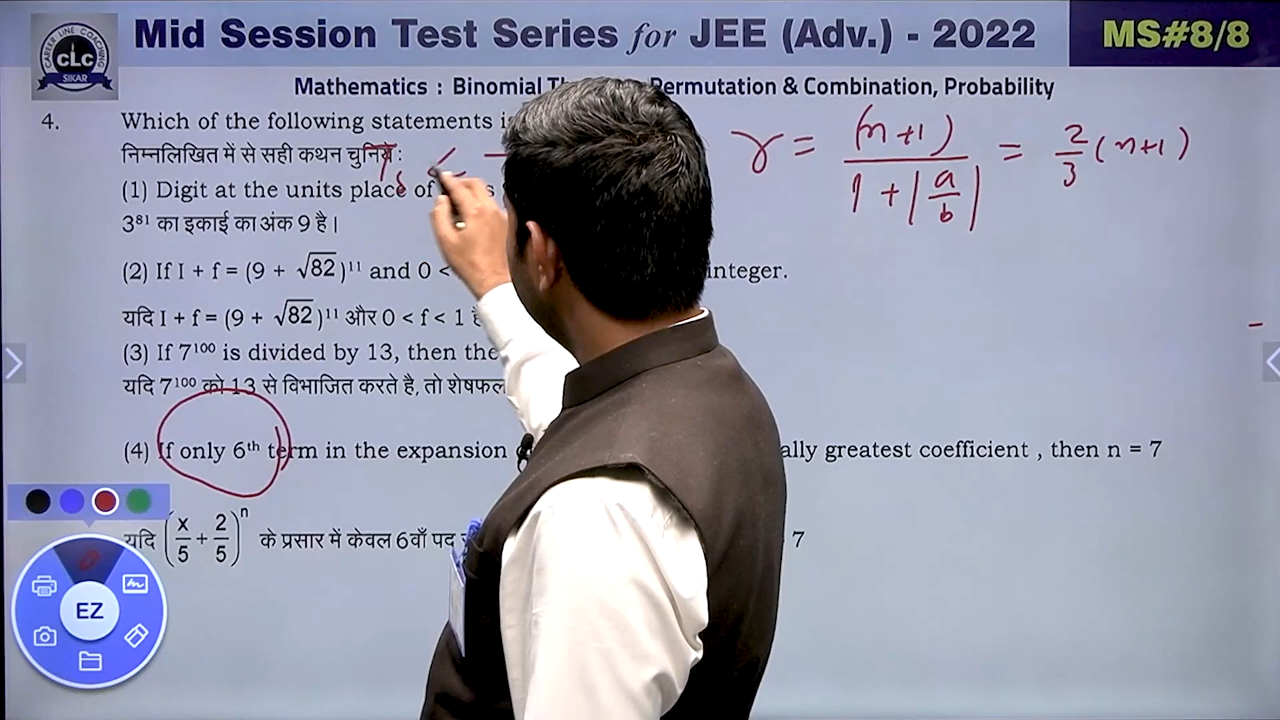 CAREER LINE COACHING
CLC
SIKAR
Mid Session Test Series for JEE (Adv.) - 2022
MS#8/8
Mathematics : Binomial Permutation & Combination, Probability
4. Which of the following statements
निम्नलिखित में से सही कथन चुनिये:
(1) Digit at the units place of
3⁸¹ का इकाई का अंक 9 है।
(2) If I + f = (9 + √82)¹¹ and 0 < integer.
यदि I + f = (9 + √82)¹¹ और 0 < f < 1
(3) If 7¹⁰⁰ is divided by 13, then the
यदि 7¹⁰⁰ को 13 से विभाजित करते है, तो शेषफल
(4) If only 6ᵗʰ term in the expansion greatest coefficient , then n = 7
यदि (x/5 + 2/5)ⁿ के प्रसार में केवल 6वाँ पद 7
r = (n+1) / (1 + |a/b|) = 2/3 (n+1)
EZ